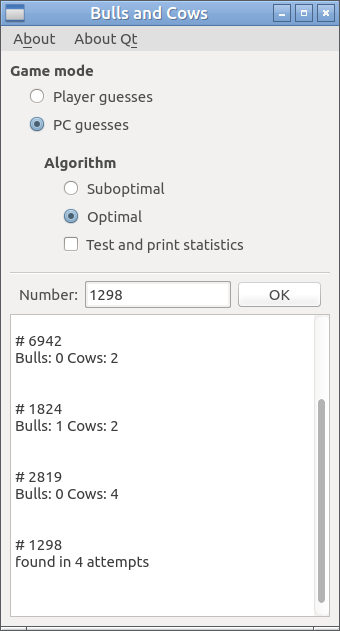 Bulls and Cows
About About Qt
Game mode
Player guesses
PC guesses
Algorithm
Suboptimal
Optimal
Test and print statistics
Number: 1298 OK
# 6942
Bulls: 0 Cows: 2
# 1824
Bulls: 1 Cows: 2
# 2819
Bulls: 0 Cows: 4
# 1298
found in 4 attempts